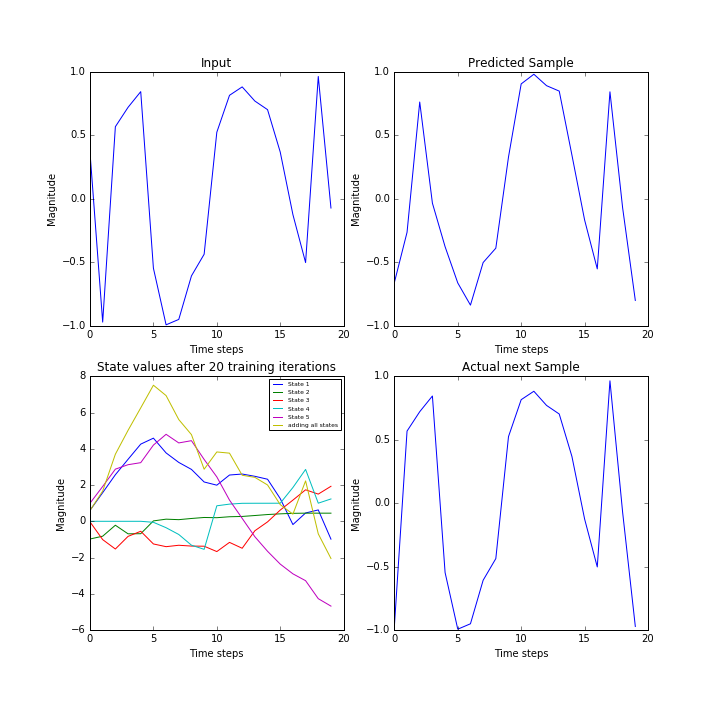 Input
Magnitude
1.0
0.5
0.0
−0.5
−1.0
0 5 10 15 20
Time steps
Predicted Sample
Magnitude
1.0
0.5
0.0
−0.5
−1.0
0 5 10 15 20
Time steps
State values after 20 training iterations
Magnitude
8
6
4
2
0
−2
−4
−6
0 5 10 15 20
Time steps
State 1
State 2
State 3
State 4
State 5
adding all states
Actual next Sample
Magnitude
1.0
0.5
0.0
−0.5
−1.0
0 5 10 15 20
Time steps